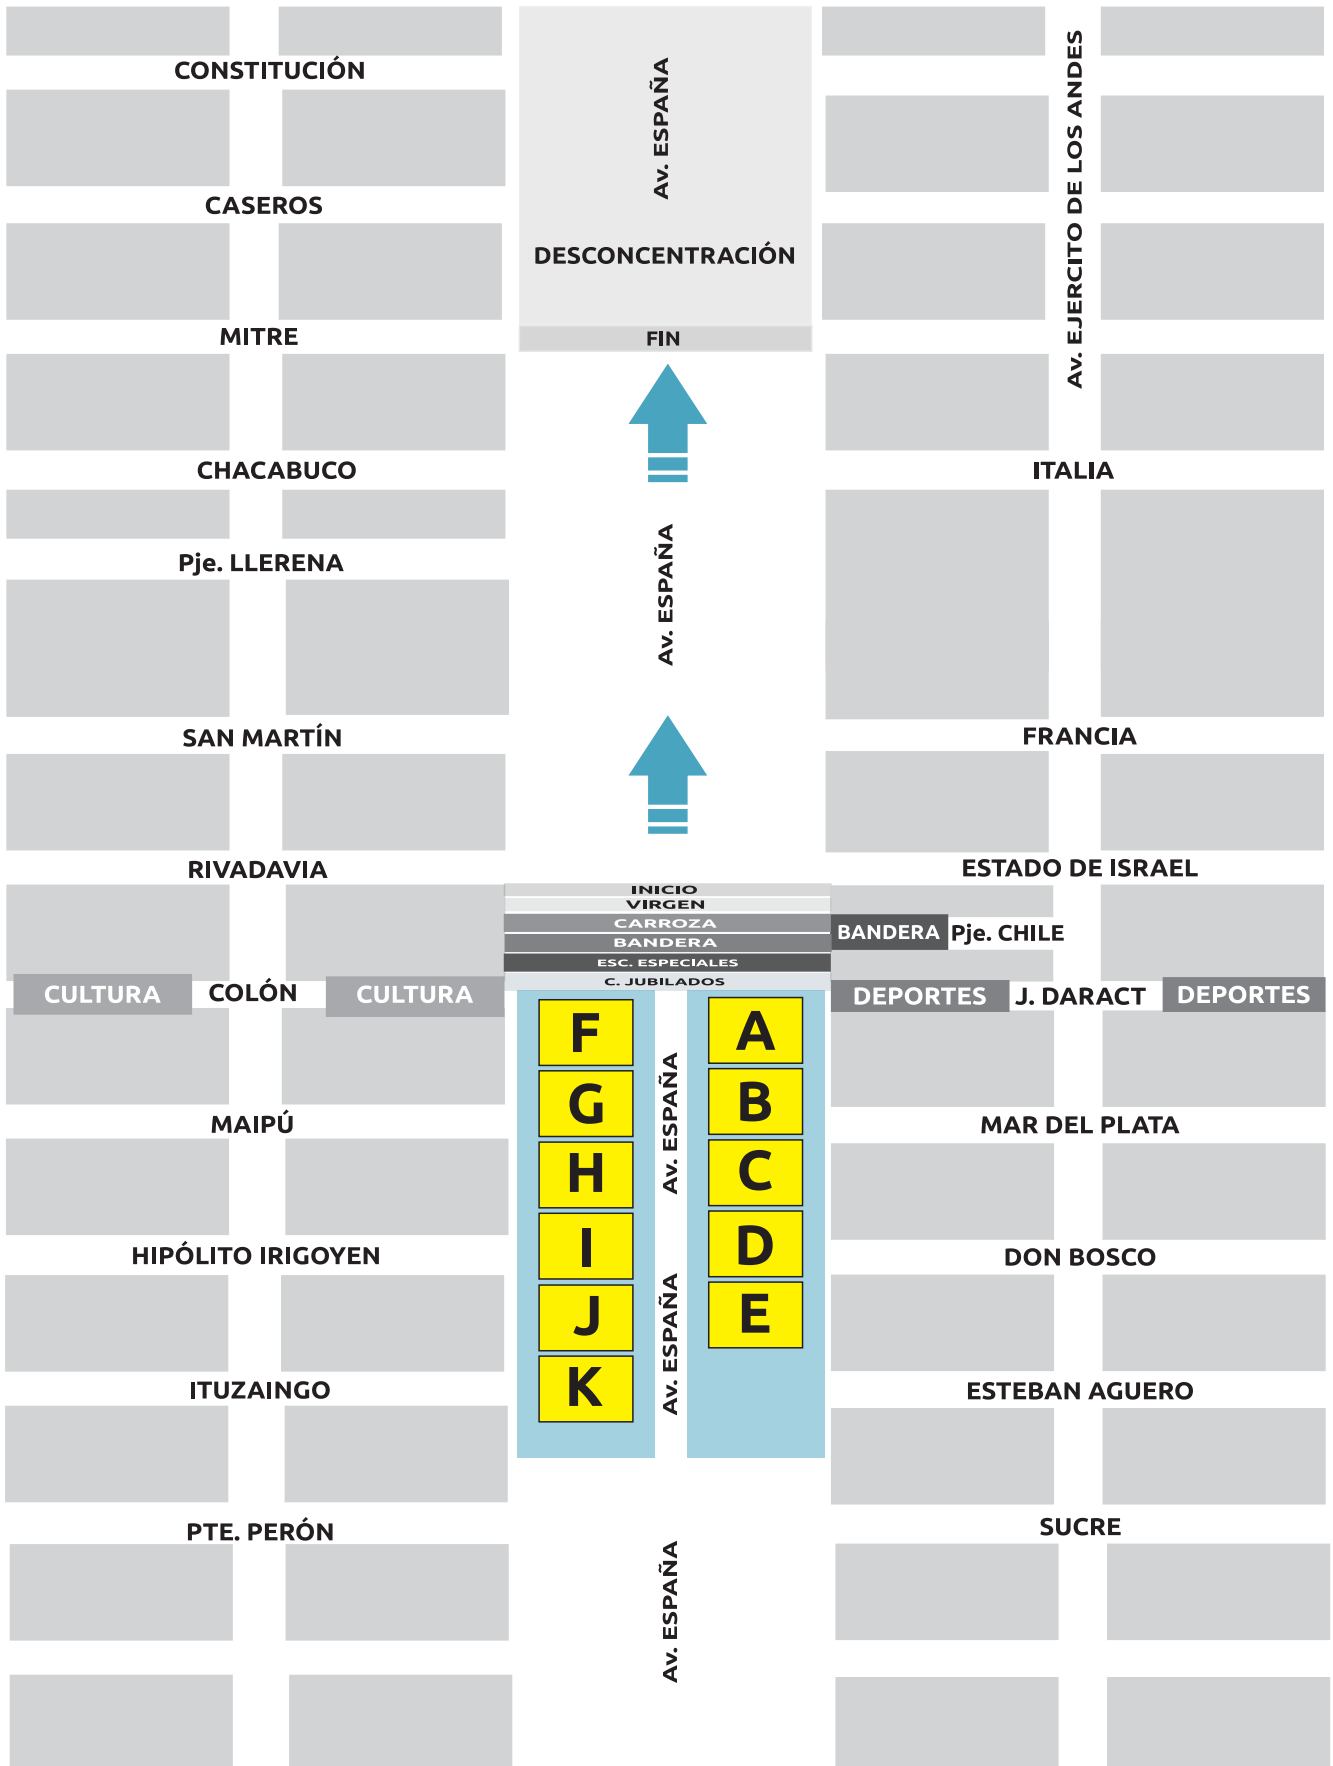 Av. ESPAÑA
Av. EJERCITO DE LOS ANDES
CONSTITUCIÓN
CASEROS
DESCONCENTRACIÓN
MITRE
FIN
CHACABUCO
ITALIA
Pje. LLERENA
Av. ESPAÑA
SAN MARTÍN
FRANCIA
RIVADAVIA
ESTADO DE ISRAEL
INICIO
VIRGEN
CARROZA
BANDERA
ESC. ESPECIALES
C. JUBILADOS
BANDERA
Pje. CHILE
CULTURA
COLÓN
CULTURA
DEPORTES
J. DARACT
DEPORTES
F
A
G
B
Av. ESPAÑA
MAIPÚ
MAR DEL PLATA
H
C
I
D
HIPÓLITO IRIGOYEN
DON BOSCO
J
E
Av. ESPAÑA
K
ITUZAINGO
ESTEBAN AGUERO
PTE. PERÓN
SUCRE
Av. ESPAÑA